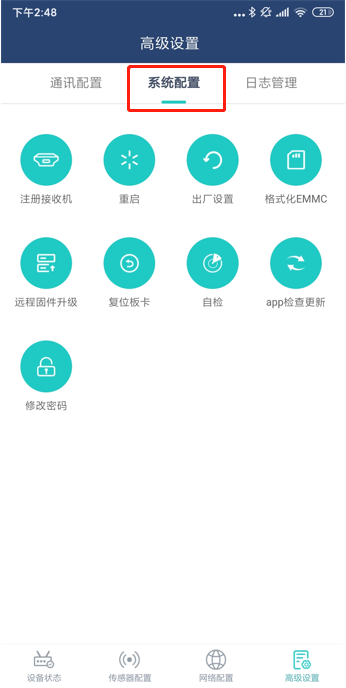 下午2:48
21
高级设置
通讯配置 系统配置 日志管理
注册接收机 重启 出厂设置 格式化EMMC
远程固件升级 复位板卡 自检 app检查更新
修改密码
设备状态 传感器配置 网络配置 高级设置